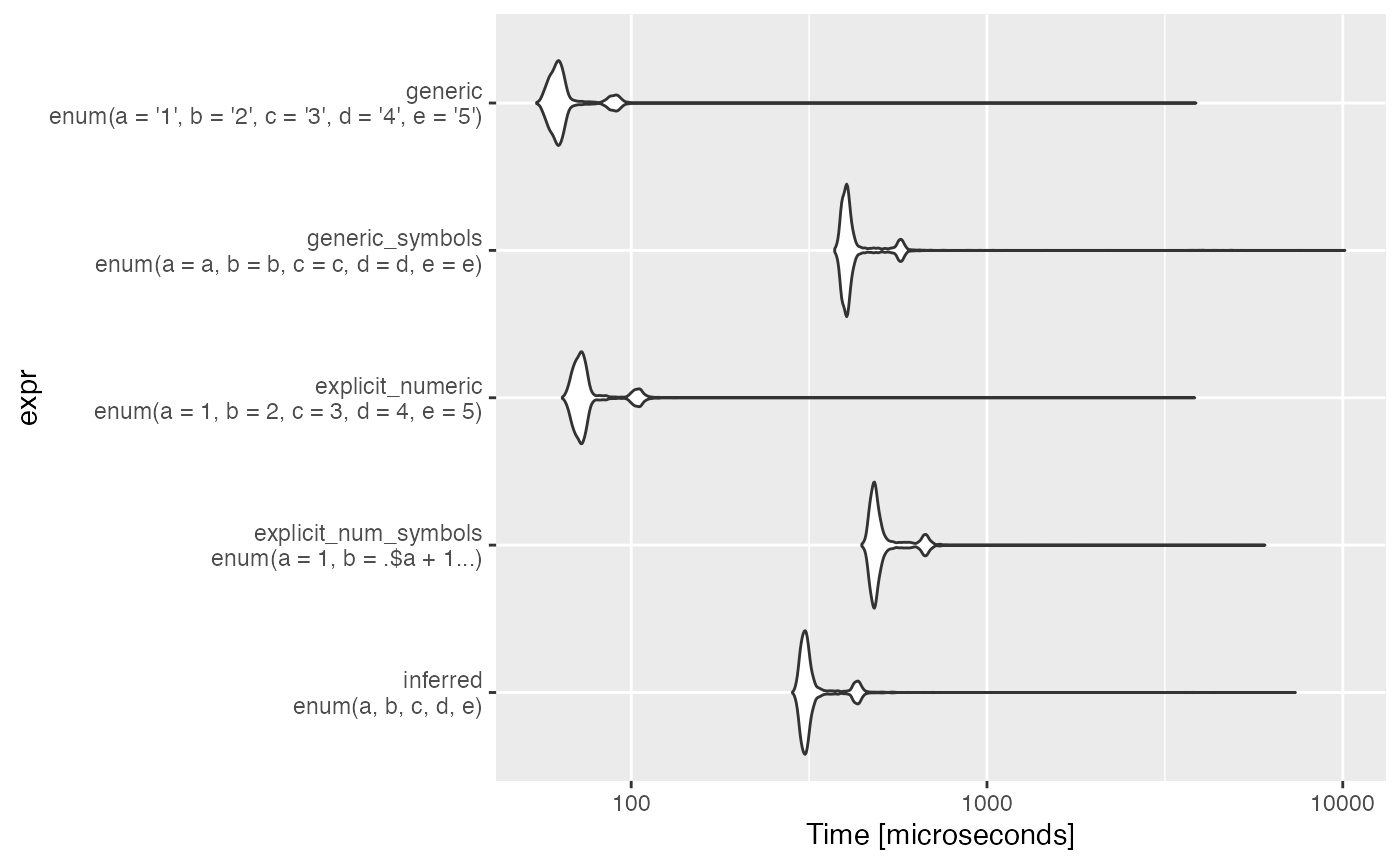 generic
enum(a = '1', b = '2', c = '3', d = '4', e = '5')
generic_symbols
enum(a = a, b = b, c = c, d = d, e = e)
expr
explicit_numeric
enum(a = 1, b = 2, c = 3, d = 4, e = 5)
explicit_num_symbols
enum(a = 1, b = .$a + 1...)
inferred
enum(a, b, c, d, e)
100 1000 10000
Time [microseconds]